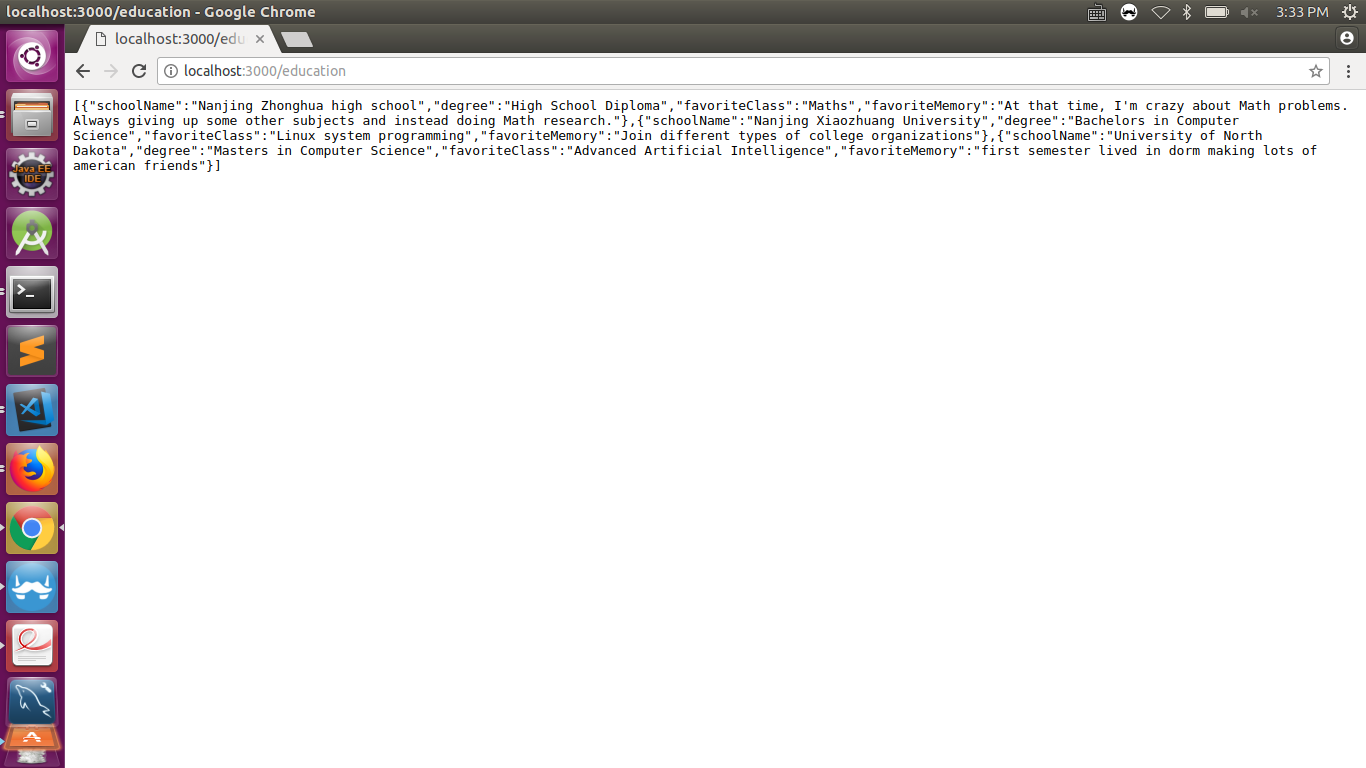 localhost:3000/education - Google Chrome
3:33 PM
localhost:3000/edu
localhost:3000/education
[{"schoolName":"Nanjing Zhonghua high school","degree":"High School Diploma","favoriteClass":"Maths","favoriteMemory":"At that time, I'm crazy about Math problems.
Always giving up some other subjects and instead doing Math research."},{"schoolName":"Nanjing Xiaozhuang University","degree":"Bachelors in Computer
Science","favoriteClass":"Linux system programming","favoriteMemory":"Join different types of college organizations"},{"schoolName":"University of North
Dakota","degree":"Masters in Computer Science","favoriteClass":"Advanced Artificial Intelligence","favoriteMemory":"first semester lived in dorm making lots of
american friends"}]
Java EE
IDE